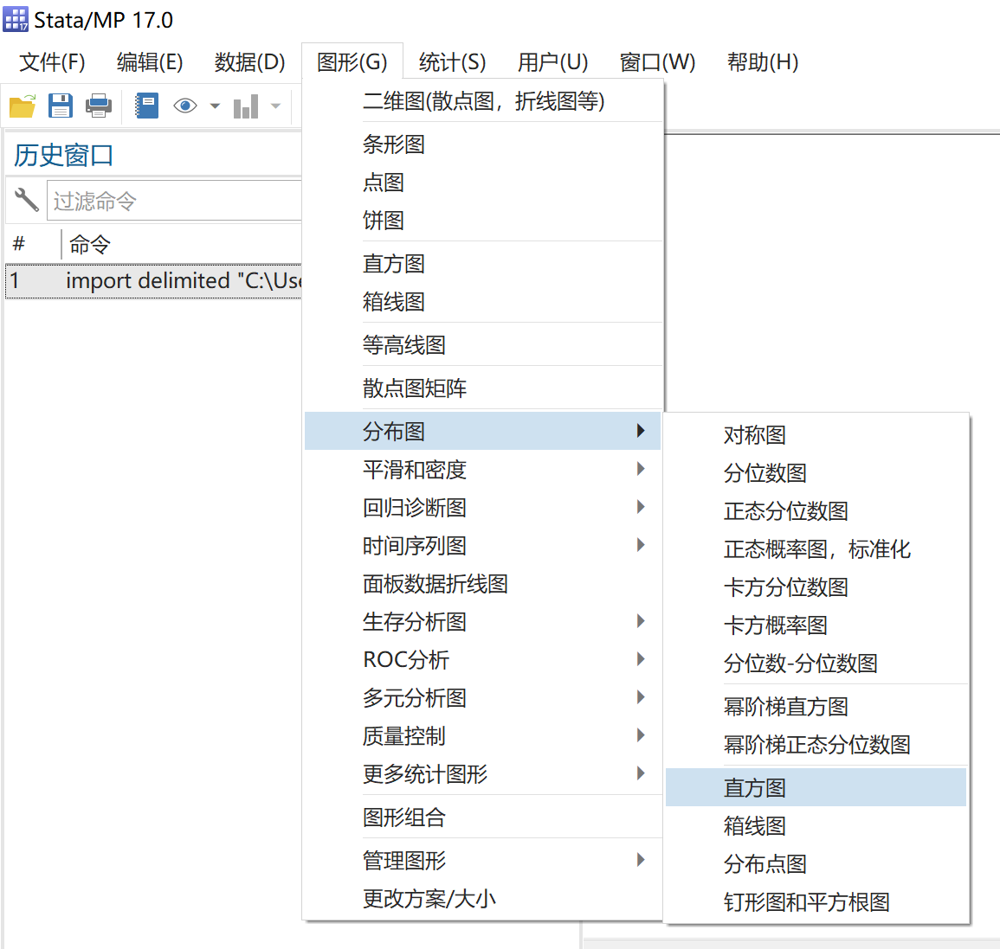 Stata/MP 17.0
文件(F) 编辑(E) 数据(D) 图形(G) 统计(S) 用户(U) 窗口(W) 帮助(H)
历史窗口
过滤命令
# 命令
1 import delimited "C:\Use
二维图(散点图，折线图等)
条形图
点图
饼图
直方图
箱线图
等高线图
散点图矩阵
分布图
平滑和密度
回归诊断图
时间序列图
面板数据折线图
生存分析图
ROC分析
多元分析图
质量控制
更多统计图形
图形组合
管理图形
更改方案/大小
对称图
分位数图
正态分位数图
正态概率图，标准化
卡方分位数图
卡方概率图
分位数-分位数图
幂阶梯直方图
幂阶梯正态分位数图
直方图
箱线图
分布点图
钉形图和平方根图